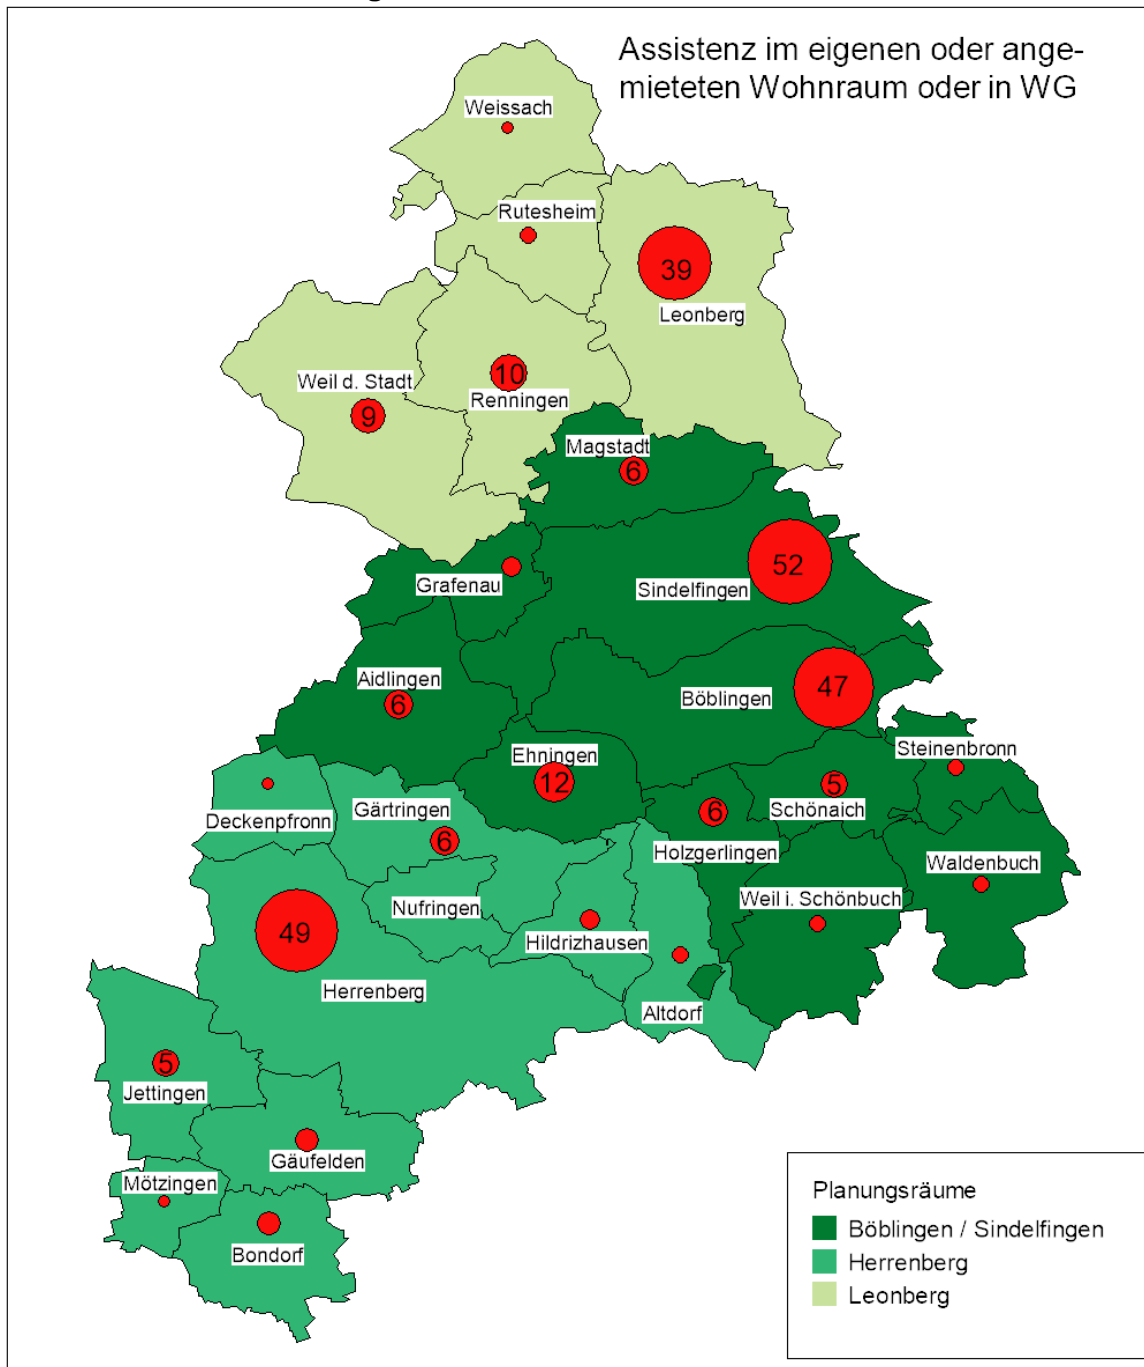 Assistenz im eigenen oder ange-
mieteten Wohnraum oder in WG
Weissach
Rutesheim
39
Leonberg
Weil d. Stadt
9
10
Renningen
Magstadt
6
52
Sindelfingen
Grafenau
Aidlingen
6
47
Böblingen
Ehningen
12
Steinenbronn
5
Schönaich
Deckenpfronn
Gärtringen
6
6
Holzgerlingen
Waldenbuch
Weil i. Schönbuch
Nufringen
Hildrizhausen
49
Herrenberg
Altdorf
5
Jettingen
Gäufelden
Mötzingen
Bondorf
Planungsräume
Böblingen / Sindelfingen
Herrenberg
Leonberg